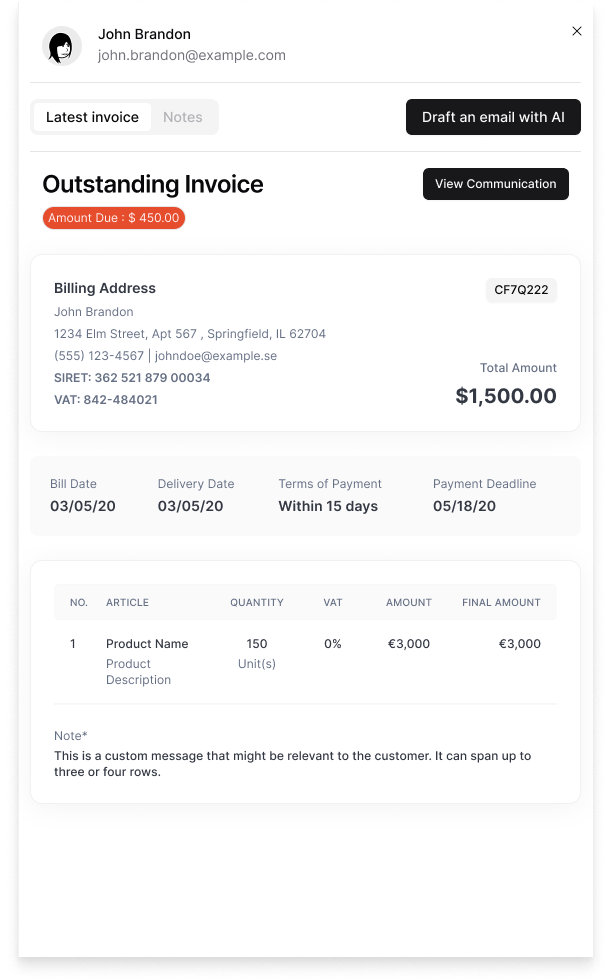 John Brandon
john.brandon@example.com
Latest invoice
Notes
Draft an email with AI
Outstanding Invoice
View Communication
Amount Due : $ 450.00
Billing Address
CF7Q222
John Brandon
1234 Elm Street, Apt 567 , Springfield, IL 62704
(555) 123-4567 | johndoe@example.se
SIRET: 362 521 879 00034
VAT: 842-484021
Total Amount
$1,500.00
Bill Date Delivery Date Terms of Payment Payment Deadline
03/05/20 03/05/20 Within 15 days 05/18/20
NO. ARTICLE QUANTITY VAT AMOUNT FINAL AMOUNT
1 Product Name 150 0% €3,000 €3,000
Product Unit(s)
Description
Note*
This is a custom message that might be relevant to the customer. It can span up to
three or four rows.